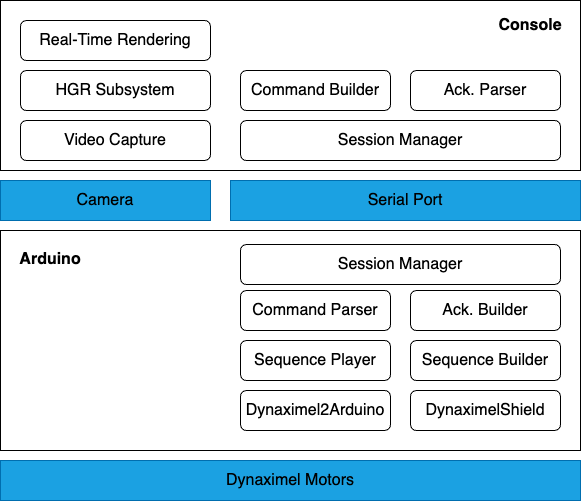 Console
Real-Time Rendering
HGR Subsystem
Command Builder
Ack. Parser
Video Capture
Session Manager
Camera
Serial Port
Arduino
Session Manager
Command Parser
Ack. Builder
Sequence Player
Sequence Builder
Dynaximel2Arduino
DynaximelShield
Dynaximel Motors